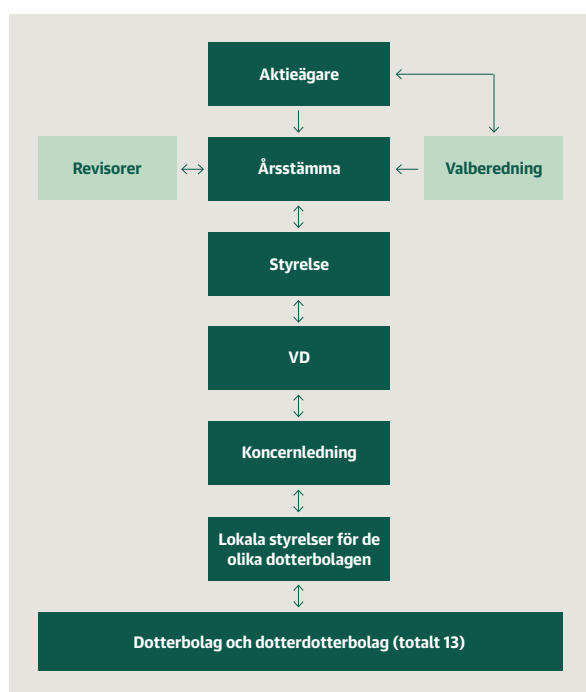 Aktieägare
Revisorer
Årsstämma
Valberedning
Styrelse
VD
Koncernledning
Lokala styrelser för de
olika dotterbolagen
Dotterbolag och dotterdotterbolag (totalt 13)